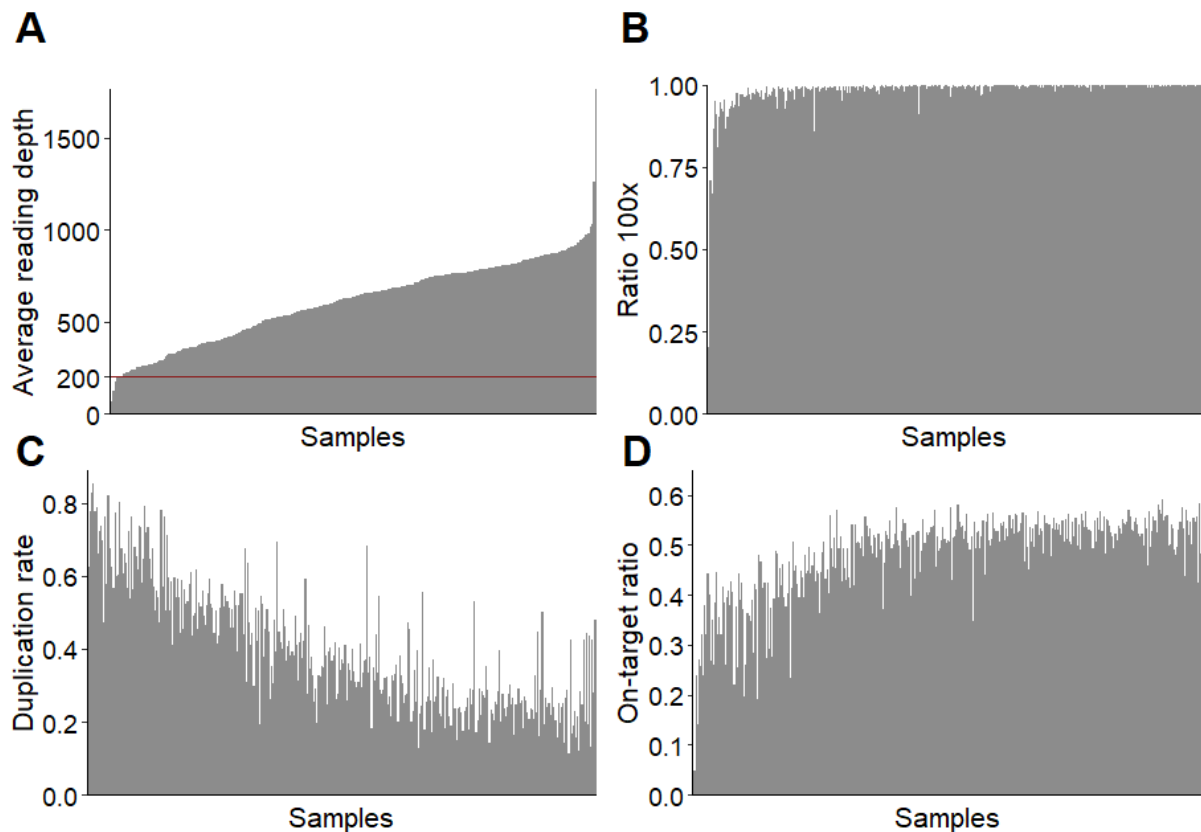 A
Average reading depth
1500
1000
500
200
0
Samples
B
Ratio 100x
1.00
0.75
0.50
0.25
0.00
Samples
C
Duplication rate
0.8
0.6
0.4
0.2
0.0
Samples
D
On-target ratio
0.6
0.5
0.4
0.3
0.2
0.1
0.0
Samples